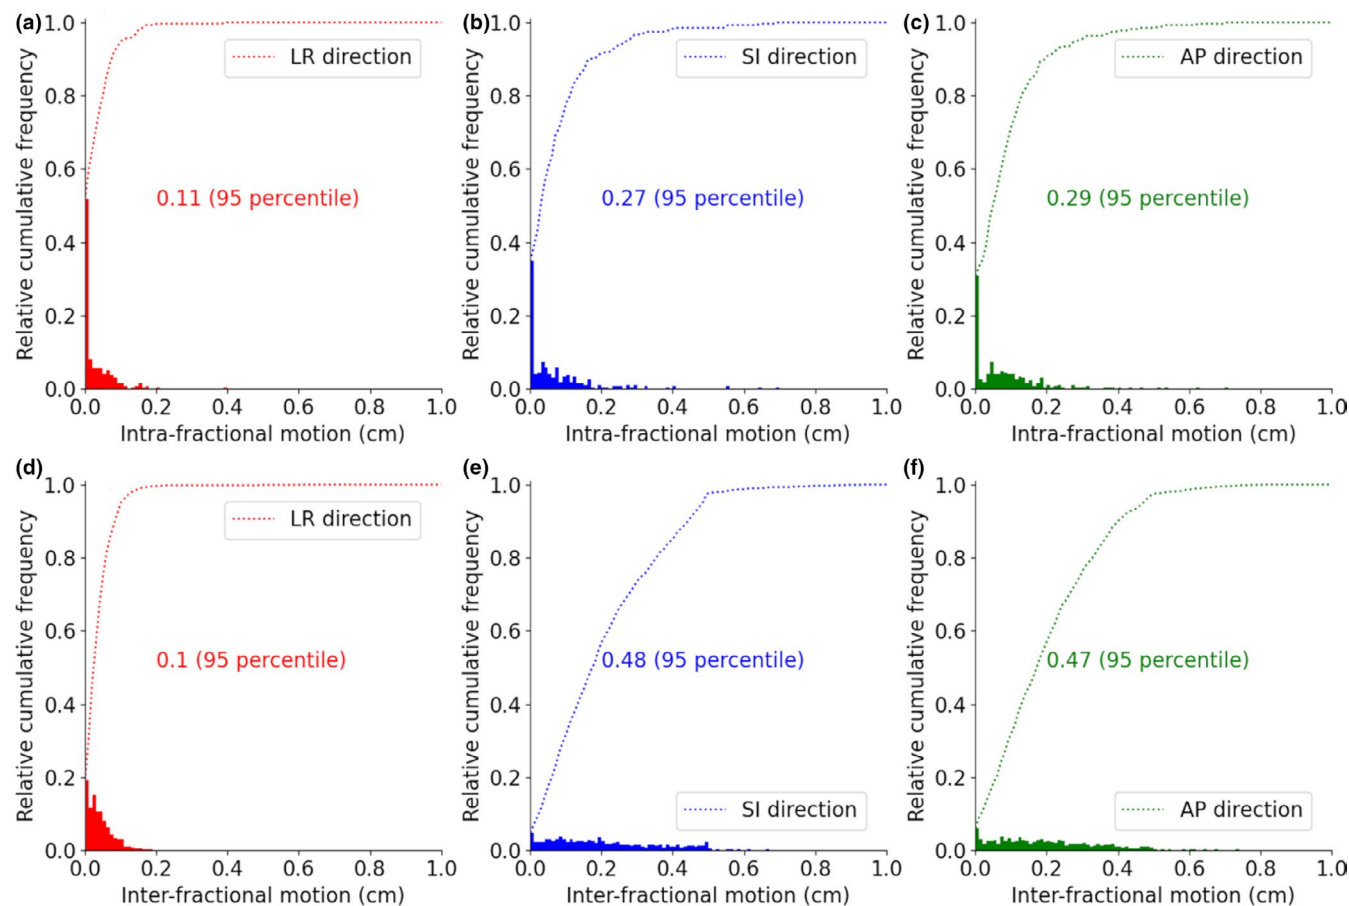 (a)
Relative cumulative frequency
1.0
0.8
0.6
0.4
0.2
0.0
LR direction
0.11 (95 percentile)
0.0 0.2 0.4 0.6 0.8 1.0
Intra-fractional motion (cm)
(b)
Relative cumulative frequency
1.0
0.8
0.6
0.4
0.2
0.0
SI direction
0.27 (95 percentile)
0.0 0.2 0.4 0.6 0.8 1.0
Intra-fractional motion (cm)
(c)
Relative cumulative frequency
1.0
0.8
0.6
0.4
0.2
0.0
AP direction
0.29 (95 percentile)
0.0 0.2 0.4 0.6 0.8 1.0
Intra-fractional motion (cm)
(d)
Relative cumulative frequency
1.0
0.8
0.6
0.4
0.2
0.0
LR direction
0.1 (95 percentile)
0.0 0.2 0.4 0.6 0.8 1.0
Inter-fractional motion (cm)
(e)
Relative cumulative frequency
1.0
0.8
0.6
0.4
0.2
0.0
0.48 (95 percentile)
SI direction
0.0 0.2 0.4 0.6 0.8 1.0
Inter-fractional motion (cm)
(f)
Relative cumulative frequency
1.0
0.8
0.6
0.4
0.2
0.0
0.47 (95 percentile)
AP direction
0.0 0.2 0.4 0.6 0.8 1.0
Inter-fractional motion (cm)